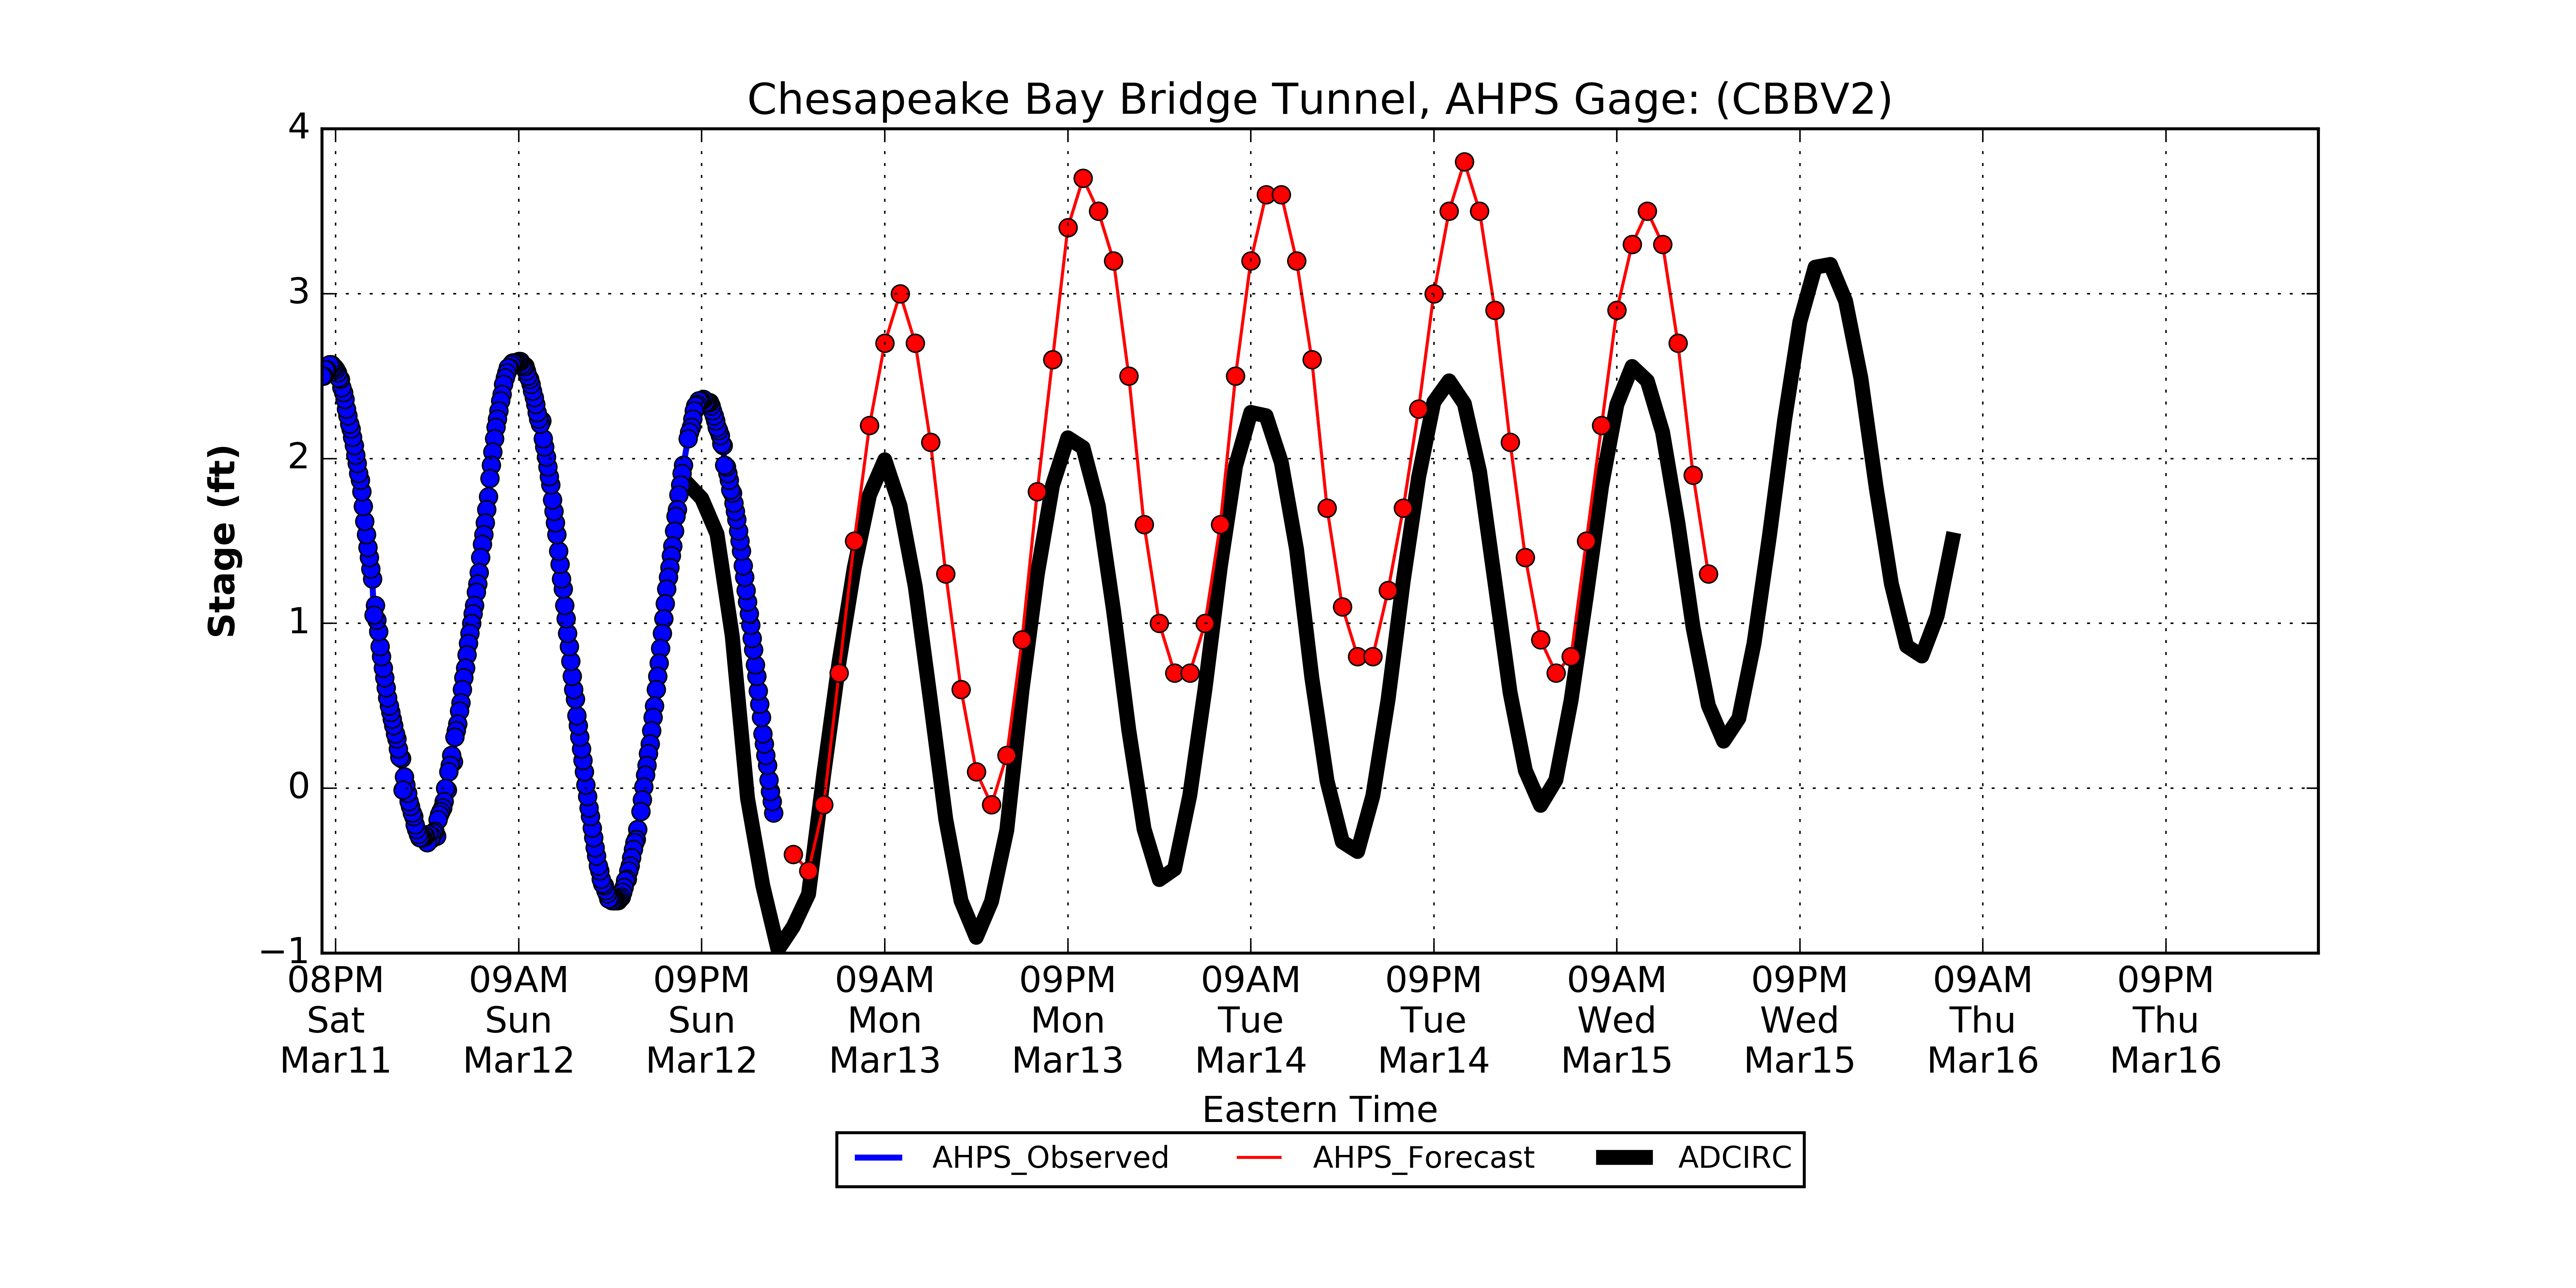 Chesapeake Bay Bridge Tunnel, AHPS Gage: (CBBV2)
4
3
2
1
0
−1
Stage (ft)
08PM 09AM 09PM 09AM 09PM 09AM 09PM 09AM 09PM 09AM 09PM
Sat Sun Sun Mon Mon Tue Tue Wed Wed Thu Thu
Mar11 Mar12 Mar12 Mar13 Mar13 Mar14 Mar14 Mar15 Mar15 Mar16 Mar16
Eastern Time
AHPS_Observed AHPS_Forecast ADCIRC